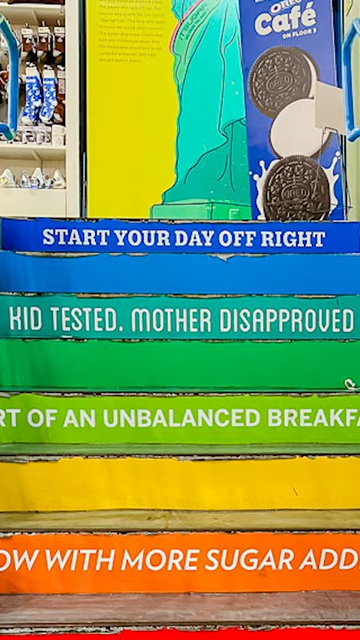 OREO
Café
ON FLOOR 3
START YOUR DAY OFF RIGHT
KID TESTED. MOTHER DISAPPROVED
RT OF AN UNBALANCED BREAKFA
OW WITH MORE SUGAR ADD